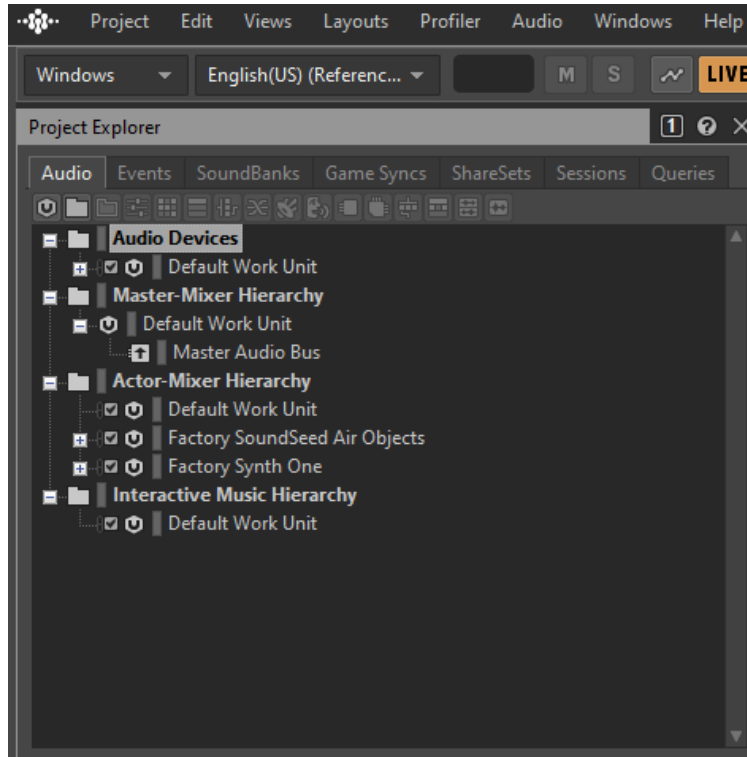 Project Edit Views Layouts Profiler Audio Windows Help
Windows English(US) (Referenc... M S LIVE
Project Explorer 1 ?
Audio Events SoundBanks Game Syncs ShareSets Sessions Queries
Audio Devices
Default Work Unit
Master-Mixer Hierarchy
Default Work Unit
Master Audio Bus
Actor-Mixer Hierarchy
Default Work Unit
Factory SoundSeed Air Objects
Factory Synth One
Interactive Music Hierarchy
Default Work Unit